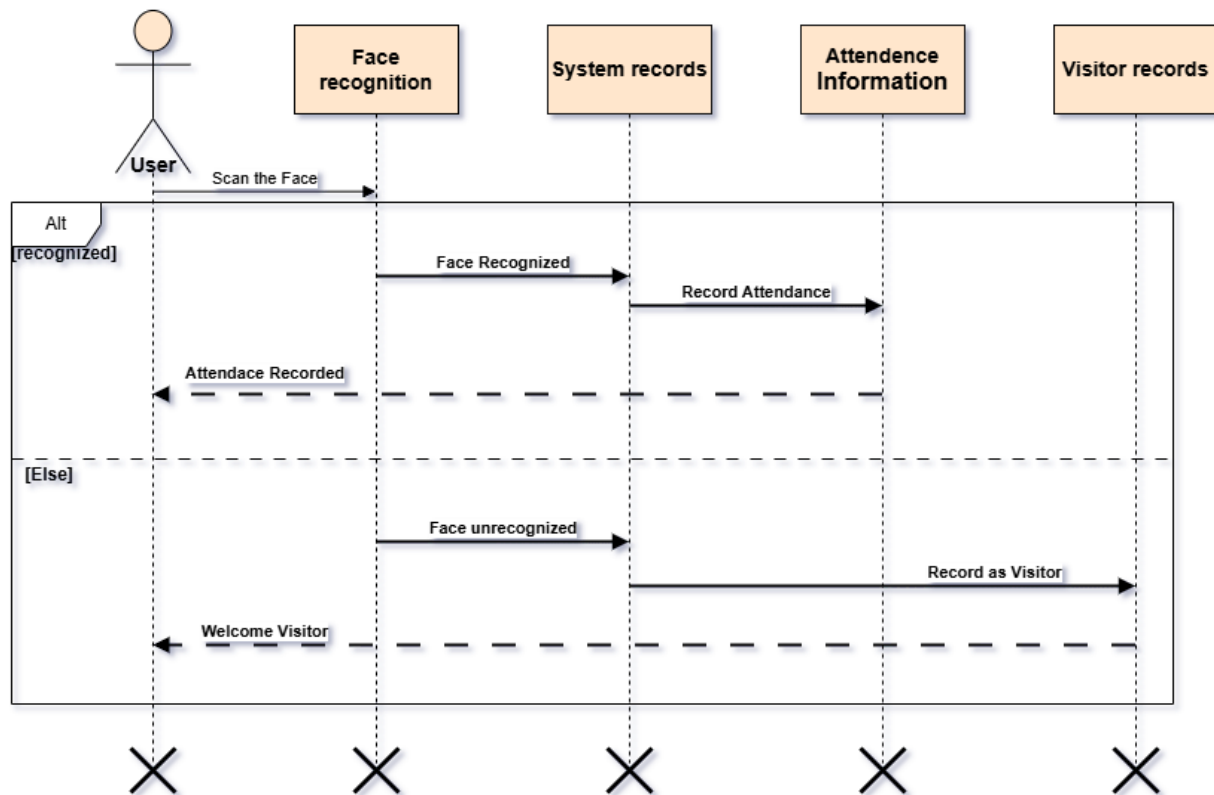 Face
recognition
System records
Attendence
Information
Visitor records
User
Scan the Face
Alt
[recognized]
Face Recognized
Record Attendance
Attendace Recorded
[Else]
Face unrecognized
Record as Visitor
Welcome Visitor